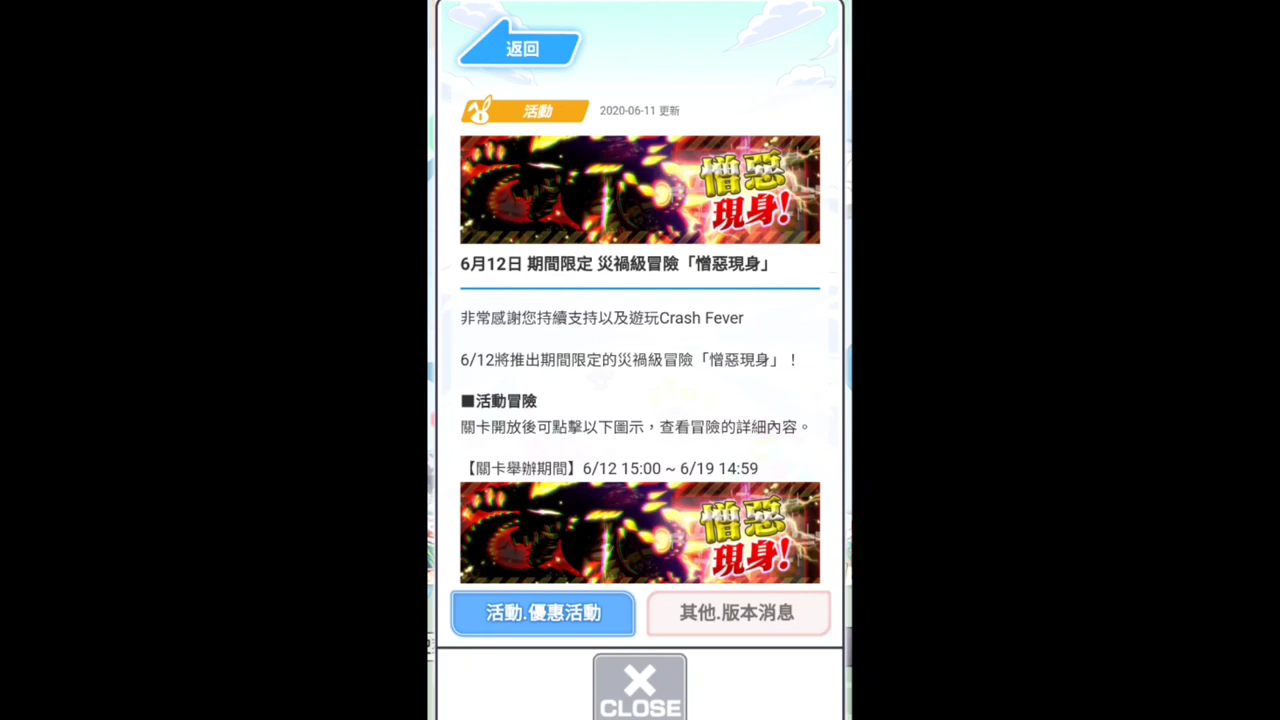 返回
活動
2020-06-11 更新
憎惡
現身!
6月12日 期間限定 災禍級冒險「憎惡現身」
非常感謝您持續支持以及遊玩Crash Fever
6/12將推出期間限定的災禍級冒險「憎惡現身」！
■活動冒險
關卡開放後可點擊以下圖示，查看冒險的詳細內容。
【關卡舉辦期間】6/12 15:00 ~ 6/19 14:59
憎惡
現身!
活動.優惠活動
其他.版本消息
CLOSE